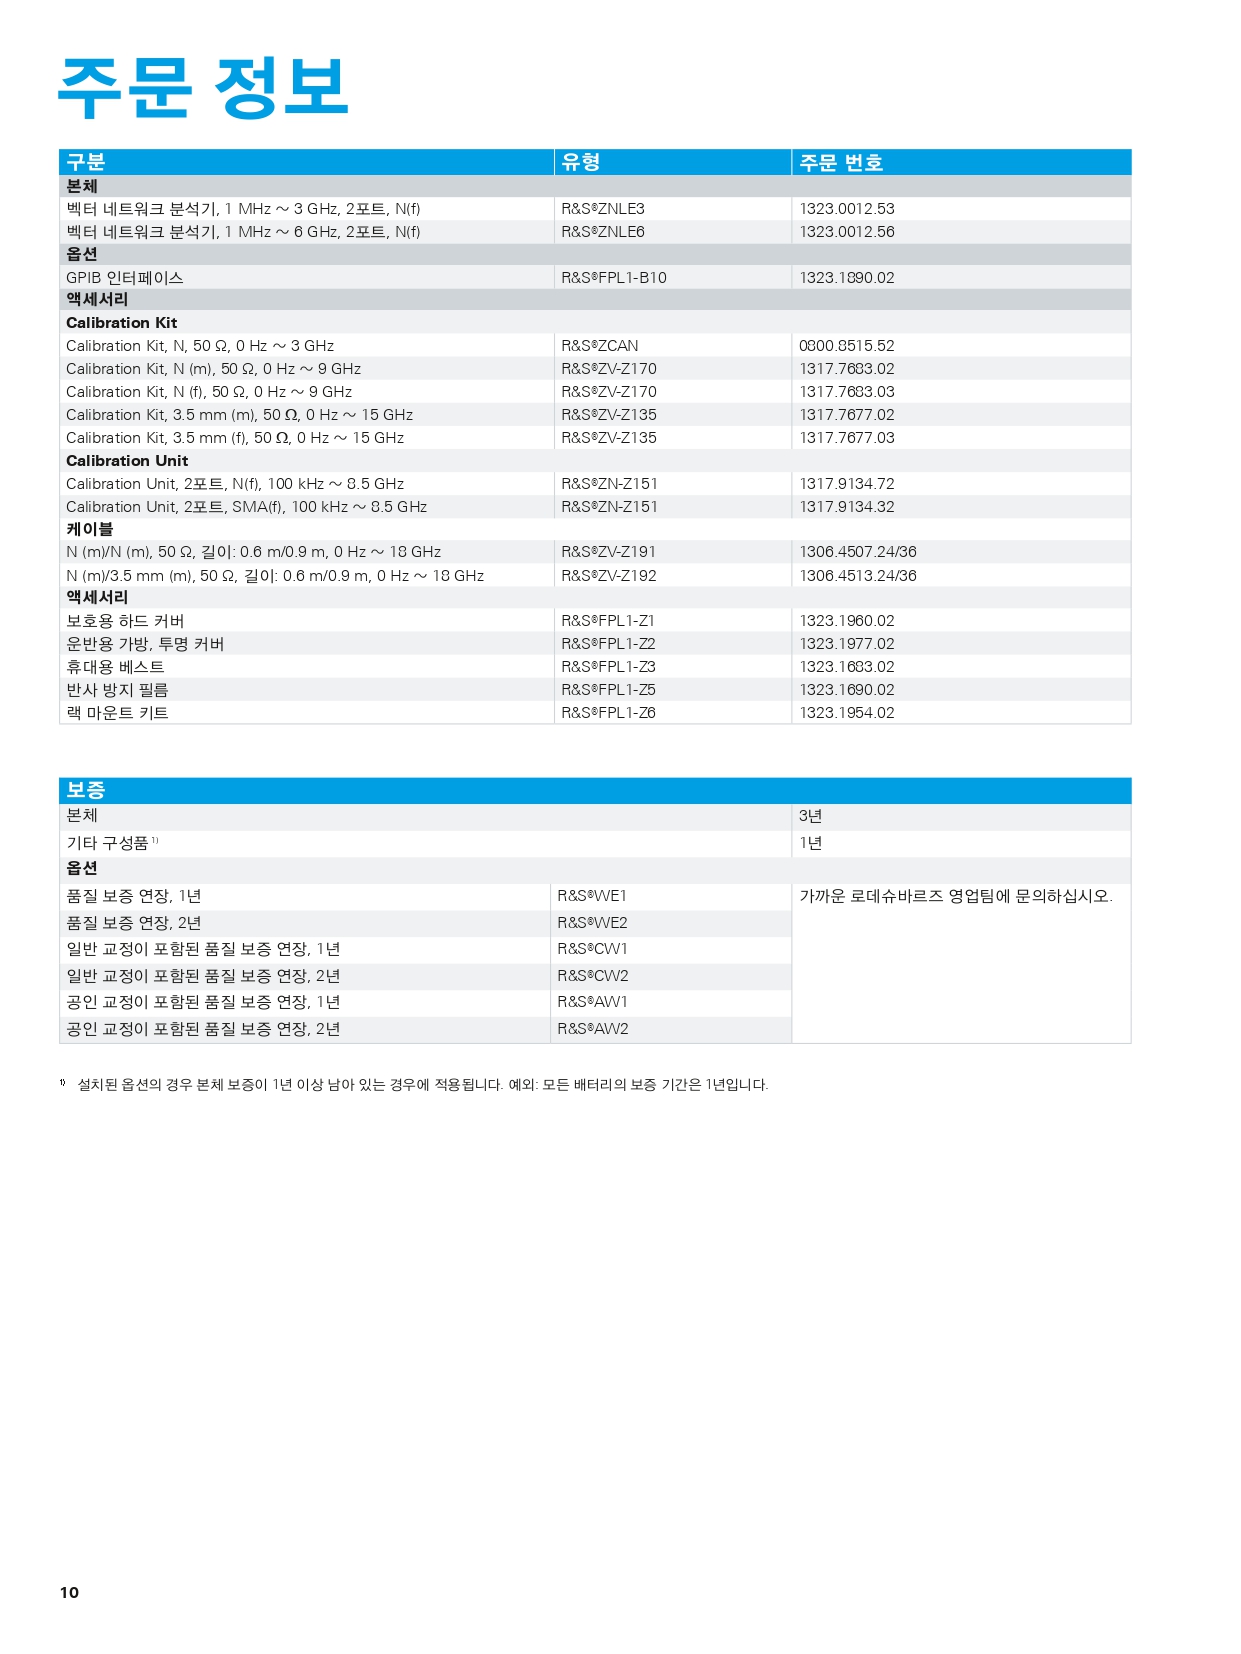 주문 정보
구분 유형 주문 번호
본체
벡터 네트워크 분석기, 1 MHz ~ 3 GHz, 2포트, N(f) R&S®ZNLE3 1323.0012.53
벡터 네트워크 분석기, 1 MHz ~ 6 GHz, 2포트, N(f) R&S®ZNLE6 1323.0012.56
옵션
GPIB 인터페이스 R&S®FPL1-B10 1323.1890.02
액세서리
Calibration Kit
Calibration Kit, N, 50 Ω, 0 Hz ~ 3 GHz R&S®ZCAN 0800.8515.52
Calibration Kit, N (m), 50 Ω, 0 Hz ~ 9 GHz R&S®ZV-Z170 1317.7683.02
Calibration Kit, N (f), 50 Ω, 0 Hz ~ 9 GHz R&S®ZV-Z170 1317.7683.03
Calibration Kit, 3.5 mm (m), 50 Ω, 0 Hz ~ 15 GHz R&S®ZV-Z135 1317.7677.02
Calibration Kit, 3.5 mm (f), 50 Ω, 0 Hz ~ 15 GHz R&S®ZV-Z135 1317.7677.03
Calibration Unit
Calibration Unit, 2포트, N(f), 100 kHz ~ 8.5 GHz R&S®ZN-Z151 1317.9134.72
Calibration Unit, 2포트, SMA(f), 100 kHz ~ 8.5 GHz R&S®ZN-Z151 1317.9134.32
케이블
N (m)/N (m), 50 Ω, 길이: 0.6 m/0.9 m, 0 Hz ~ 18 GHz R&S®ZV-Z191 1306.4507.24/36
N (m)/3.5 mm (m), 50 Ω, 길이: 0.6 m/0.9 m, 0 Hz ~ 18 GHz R&S®ZV-Z192 1306.4513.24/36
액세서리
보호용 하드 커버 R&S®FPL1-Z1 1323.1960.02
운반용 가방, 투명 커버 R&S®FPL1-Z2 1323.1977.02
휴대용 베스트 R&S®FPL1-Z3 1323.1683.02
반사 방지 필름 R&S®FPL1-Z5 1323.1690.02
랙 마운트 키트 R&S®FPL1-Z6 1323.1954.02
보증
본체 3년
기타 구성품 1) 1년
옵션
품질 보증 연장, 1년 R&S®WE1 가까운 로데슈바르즈 영업팀에 문의하십시오.
품질 보증 연장, 2년 R&S®WE2
일반 교정이 포함된 품질 보증 연장, 1년 R&S®CW1
일반 교정이 포함된 품질 보증 연장, 2년 R&S®CW2
공인 교정이 포함된 품질 보증 연장, 1년 R&S®AW1
공인 교정이 포함된 품질 보증 연장, 2년 R&S®AW2
1) 설치된 옵션의 경우 본체 보증이 1년 이상 남아 있는 경우에 적용됩니다. 예외: 모든 배터리의 보증 기간은 1년입니다.
10